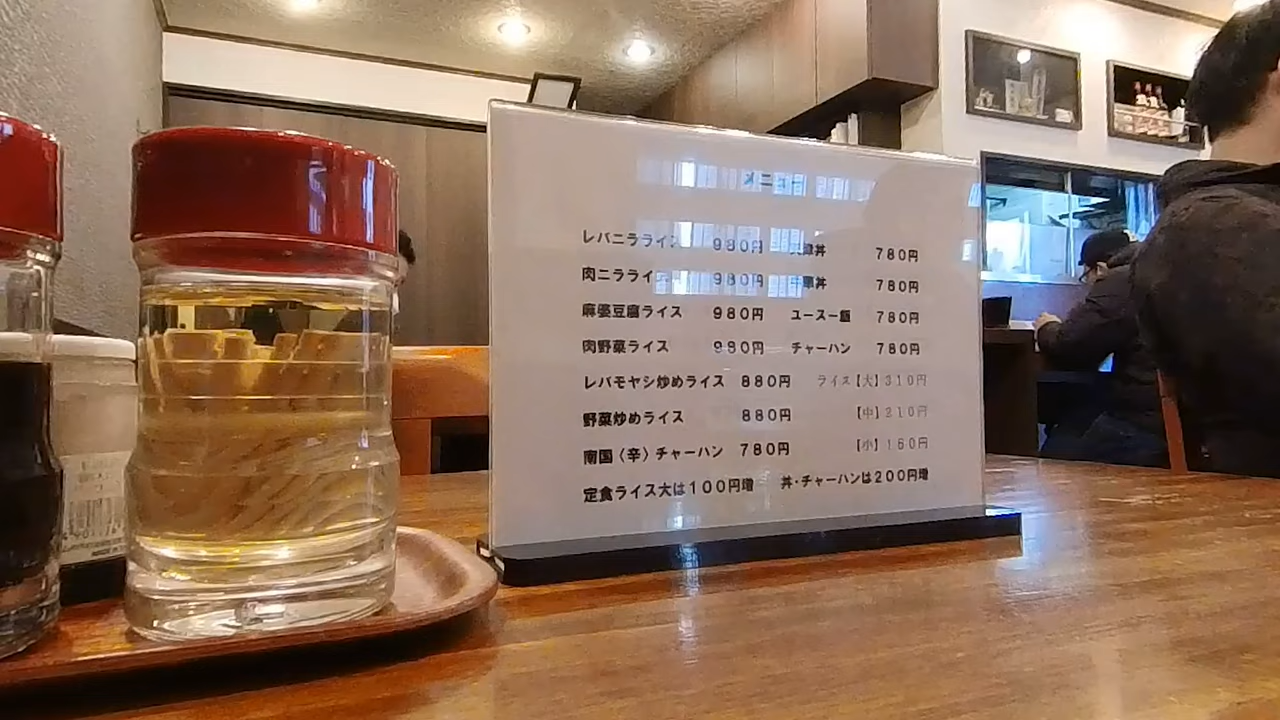 メニュー
レバニラライス 980円 丼 780円
肉ニラライ 980円 中華丼 780円
麻婆豆腐ライス 980円 ユースー飯 780円
肉野菜ライス 980円 チャーハン 780円
レバモヤシ炒めライス 880円 ライス【大】310円
野菜炒めライス 880円 【中】210円
南国〈辛〉チャーハン 780円 【小】160円
定食ライス大は100円増 丼・チャーハンは200円増